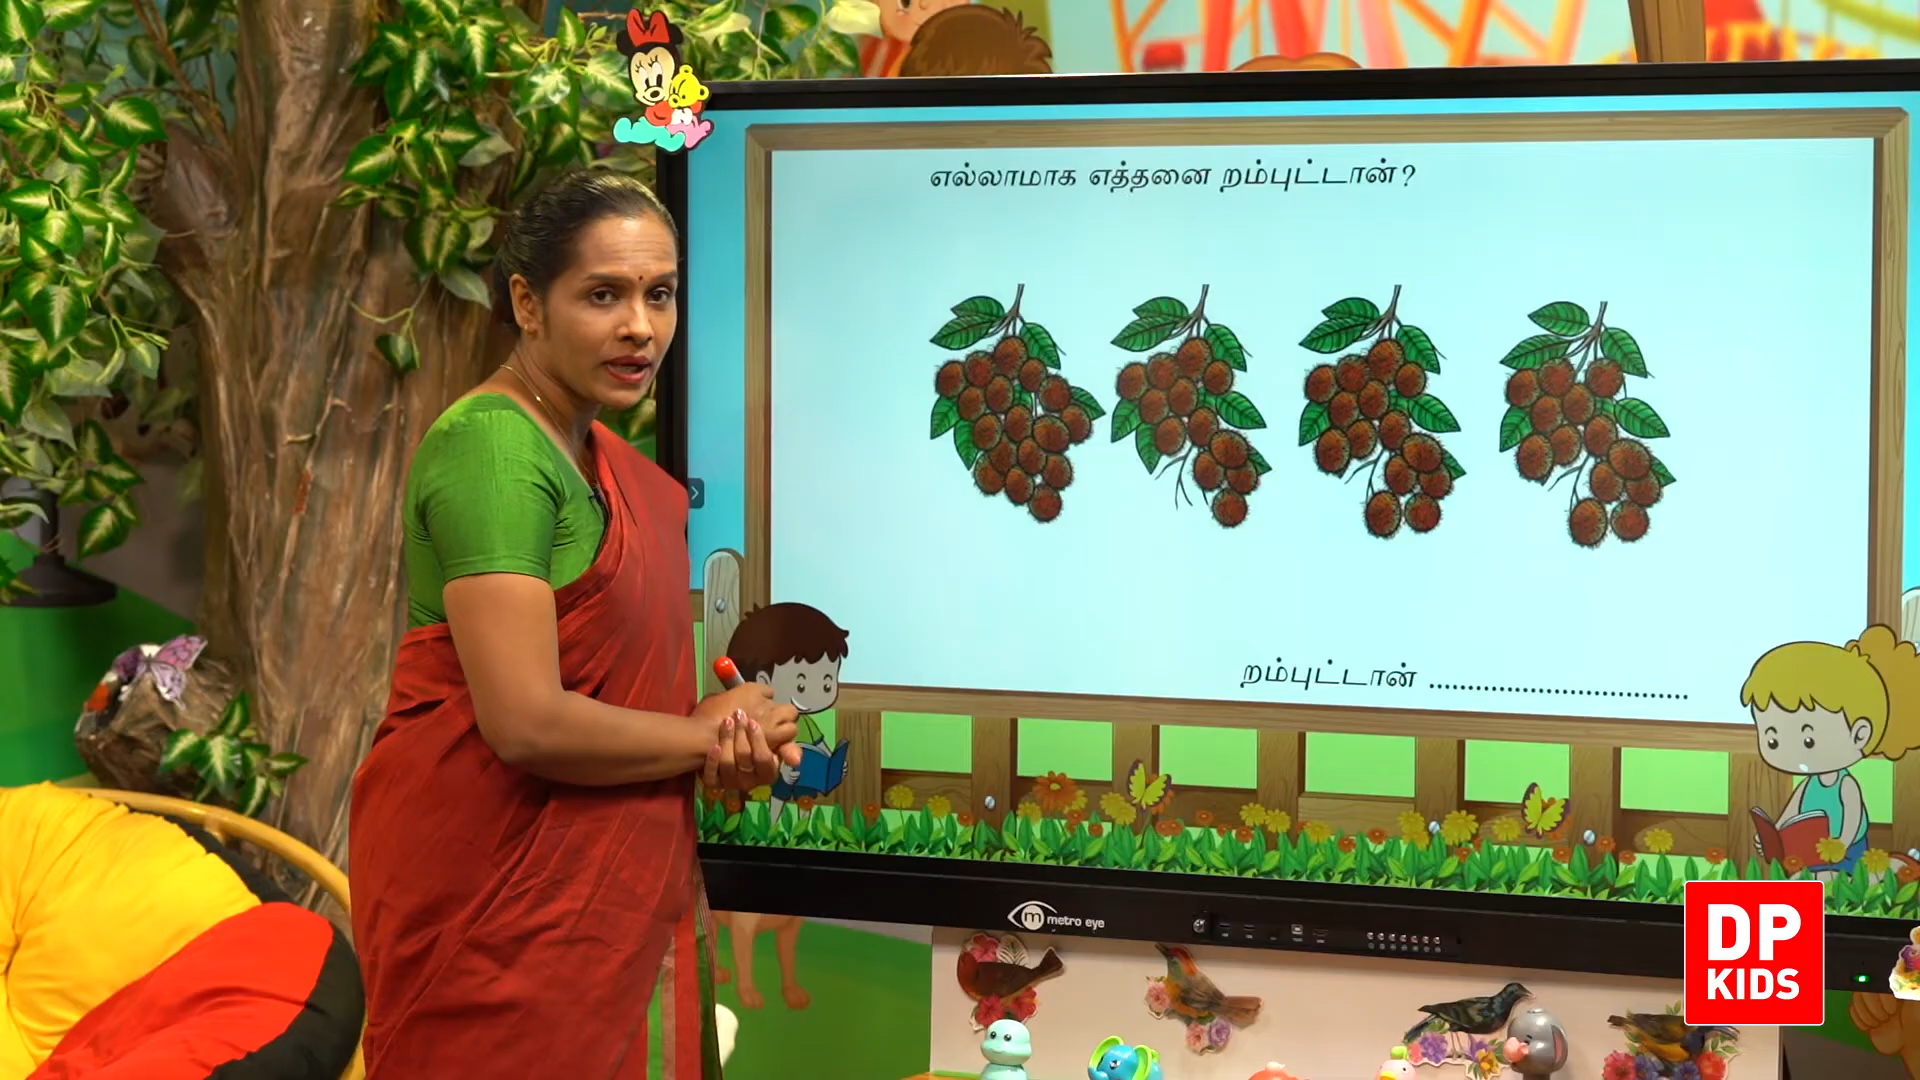 எல்லாமாக எத்தனை றம்புட்டான்?
றம்புட்டான் ............................
m metro eye
DP
KIDS